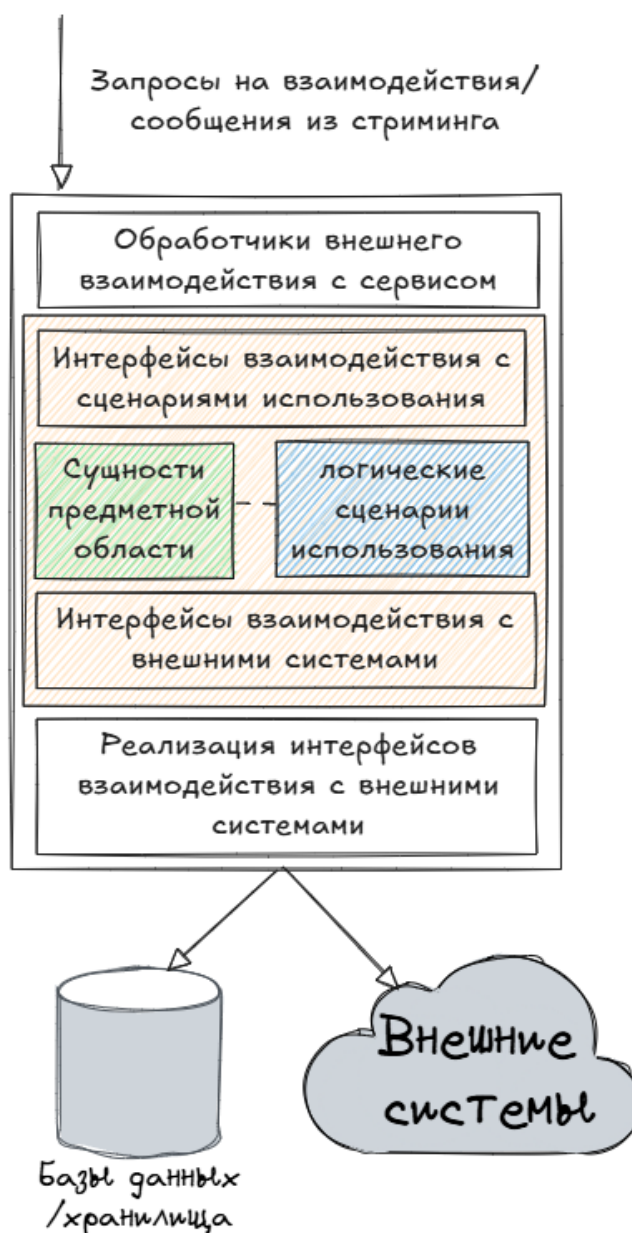 Запросы на взаимодействия/
сообщения из стриминга
Обработчики внешнего
взаимодействия с сервисом
Интерфейсы взаимодействия с
сценариями использования
Сущности
предметной
области
логические
сценарии
использования
Интерфейсы взаимодействия с
внешними системами
Реализация интерфейсов
взаимодействия с внешними
системами
Внешние
системы
Базы данных
/хранилища